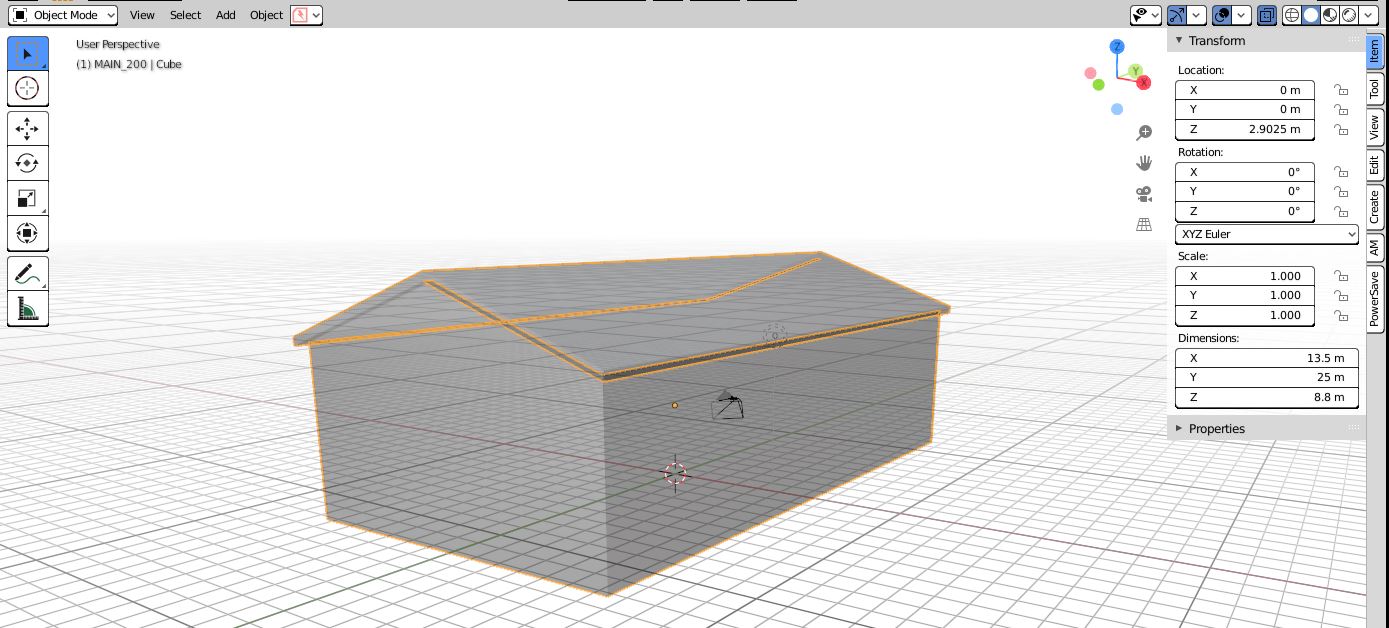 Object Mode View Select Add Object
User Perspective
(1) MAIN_200 | Cube
Z
Y
X
Transform
Location:
X 0 m
Y 0 m
Z 2.9025 m
Rotation:
X 0°
Y 0°
Z 0°
XYZ Euler
Scale:
X 1.000
Y 1.000
Z 1.000
Dimensions:
X 13.5 m
Y 25 m
Z 8.8 m
Properties
Item
Tool
View
Edit
Create
AM
PowerSave